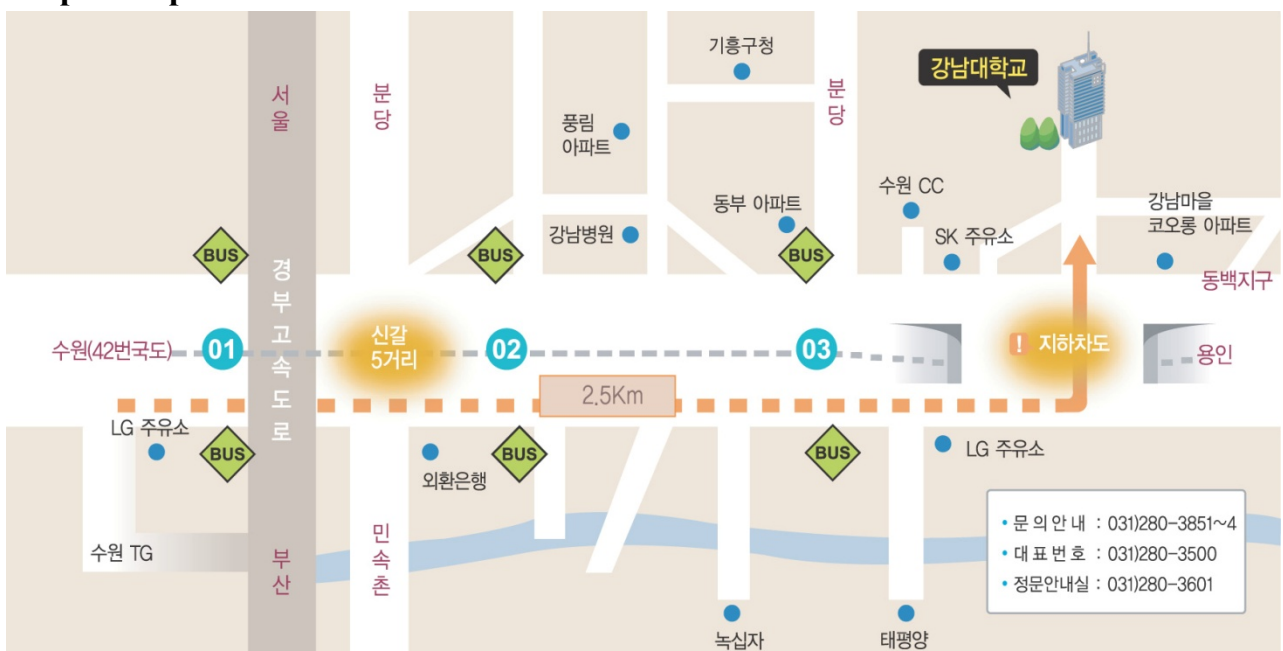 기흥구청
강남대학교
서울
분당
분당
풍림
아파트
수원 CC
동부 아파트
강남마을
코오롱 아파트
강남병원
SK 주유소
BUS
BUS
BUS
경부고속도로
동백지구
수원(42번국도)
01
신갈
5거리
02
03
! 지하차도
용인
2.5Km
LG 주유소
BUS
BUS
BUS
외환은행
LG 주유소
수원 TG
부산
민속촌
• 문의안내 : 031)280-3851~4
• 대표번호 : 031)280-3500
• 정문안내실 : 031)280-3601
녹십자
태평양